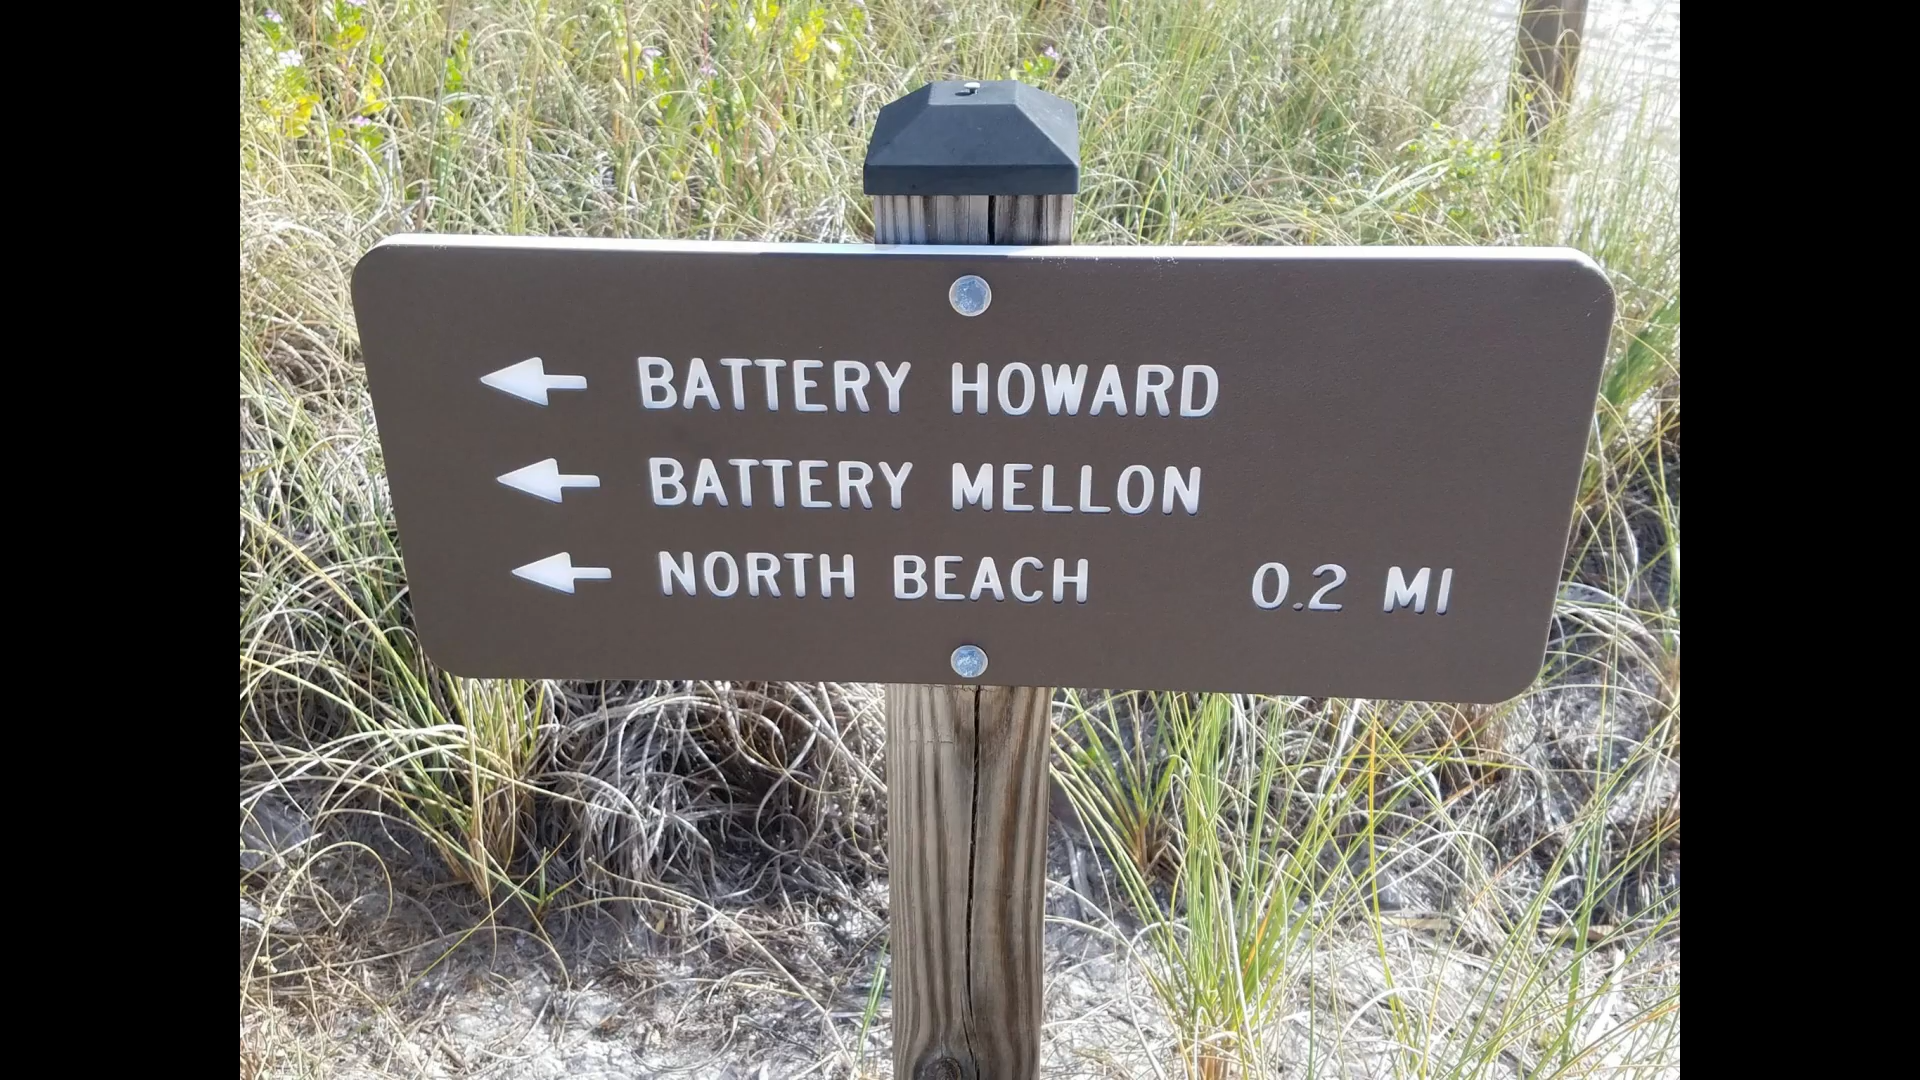 ← BATTERY HOWARD
← BATTERY MELLON
← NORTH BEACH 0.2 MI